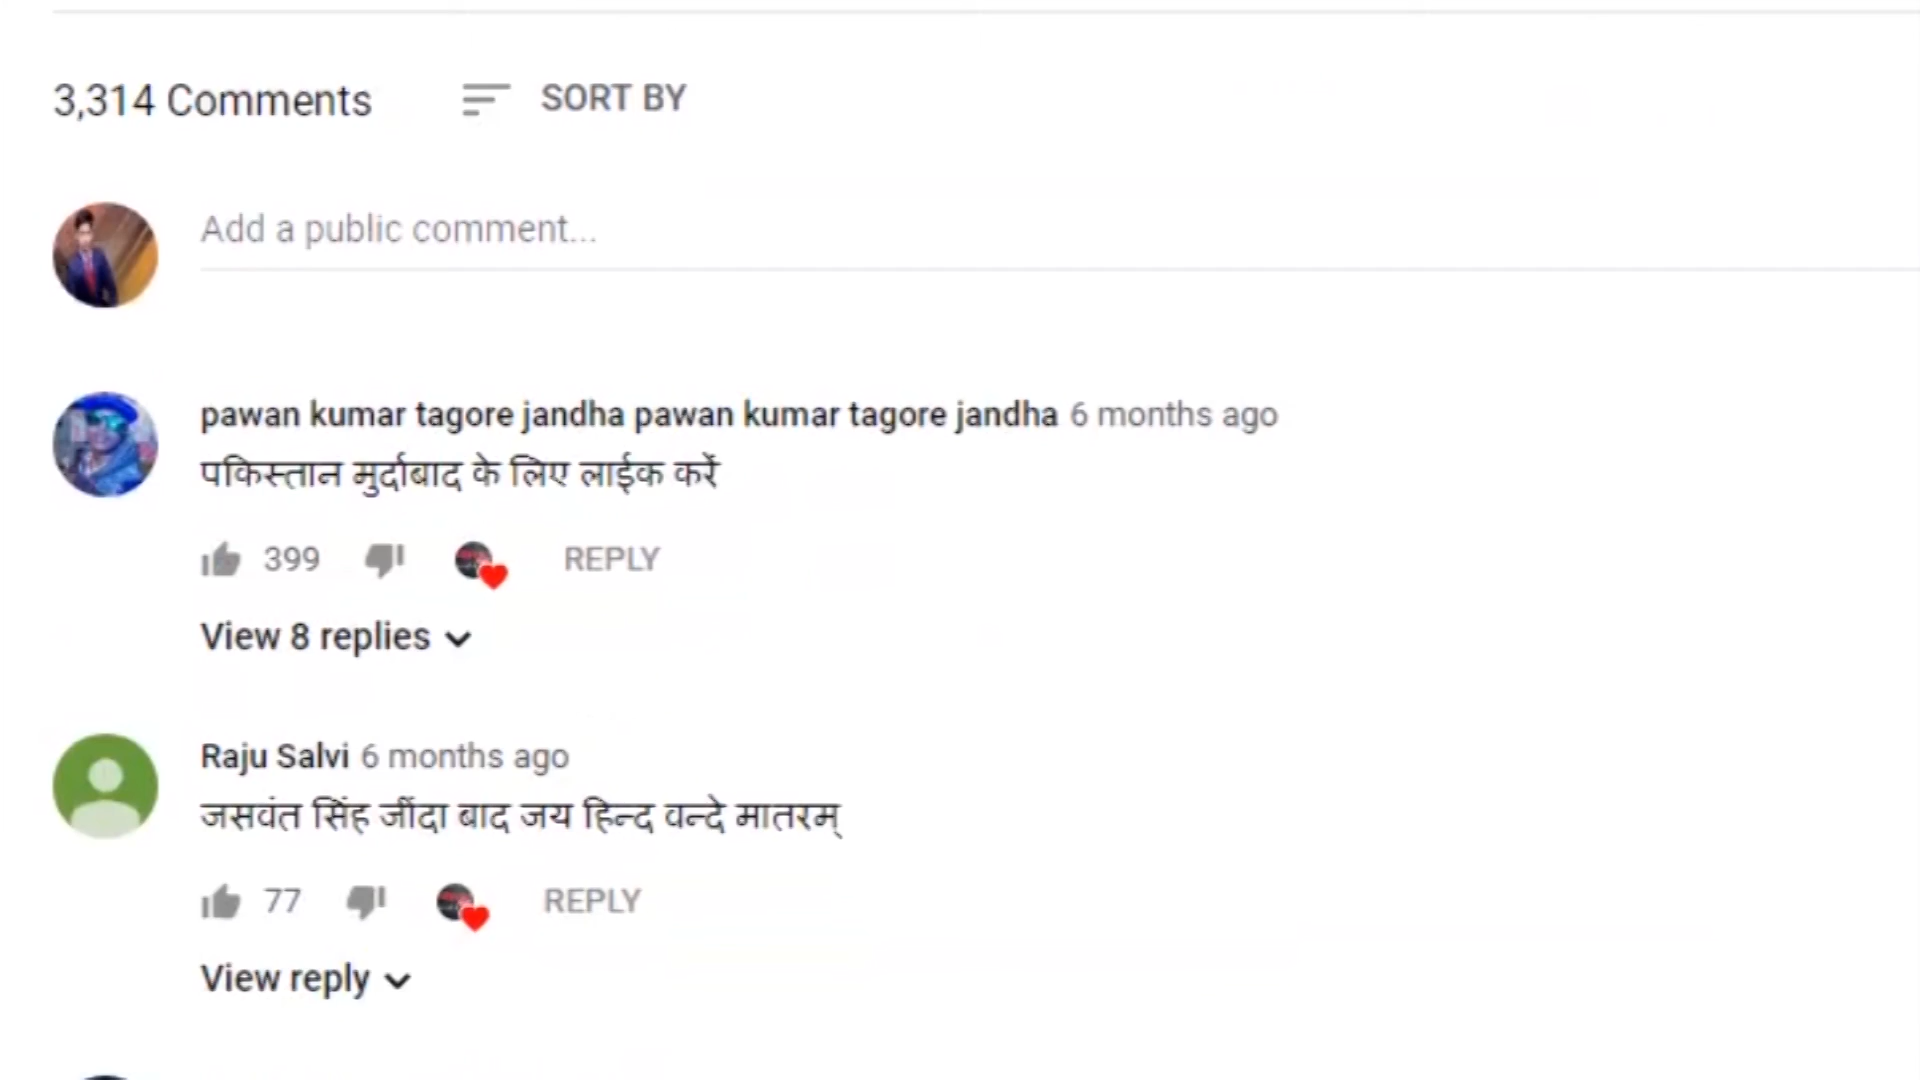 3,314 Comments SORT BY
Add a public comment...
pawan kumar tagore jandha pawan kumar tagore jandha 6 months ago
पकिस्तान मुर्दाबाद के लिए लाईक करें
399 REPLY
View 8 replies
Raju Salvi 6 months ago
जसवंत सिंह जींदा बाद जय हिन्द वन्दे मातरम्
77 REPLY
View reply